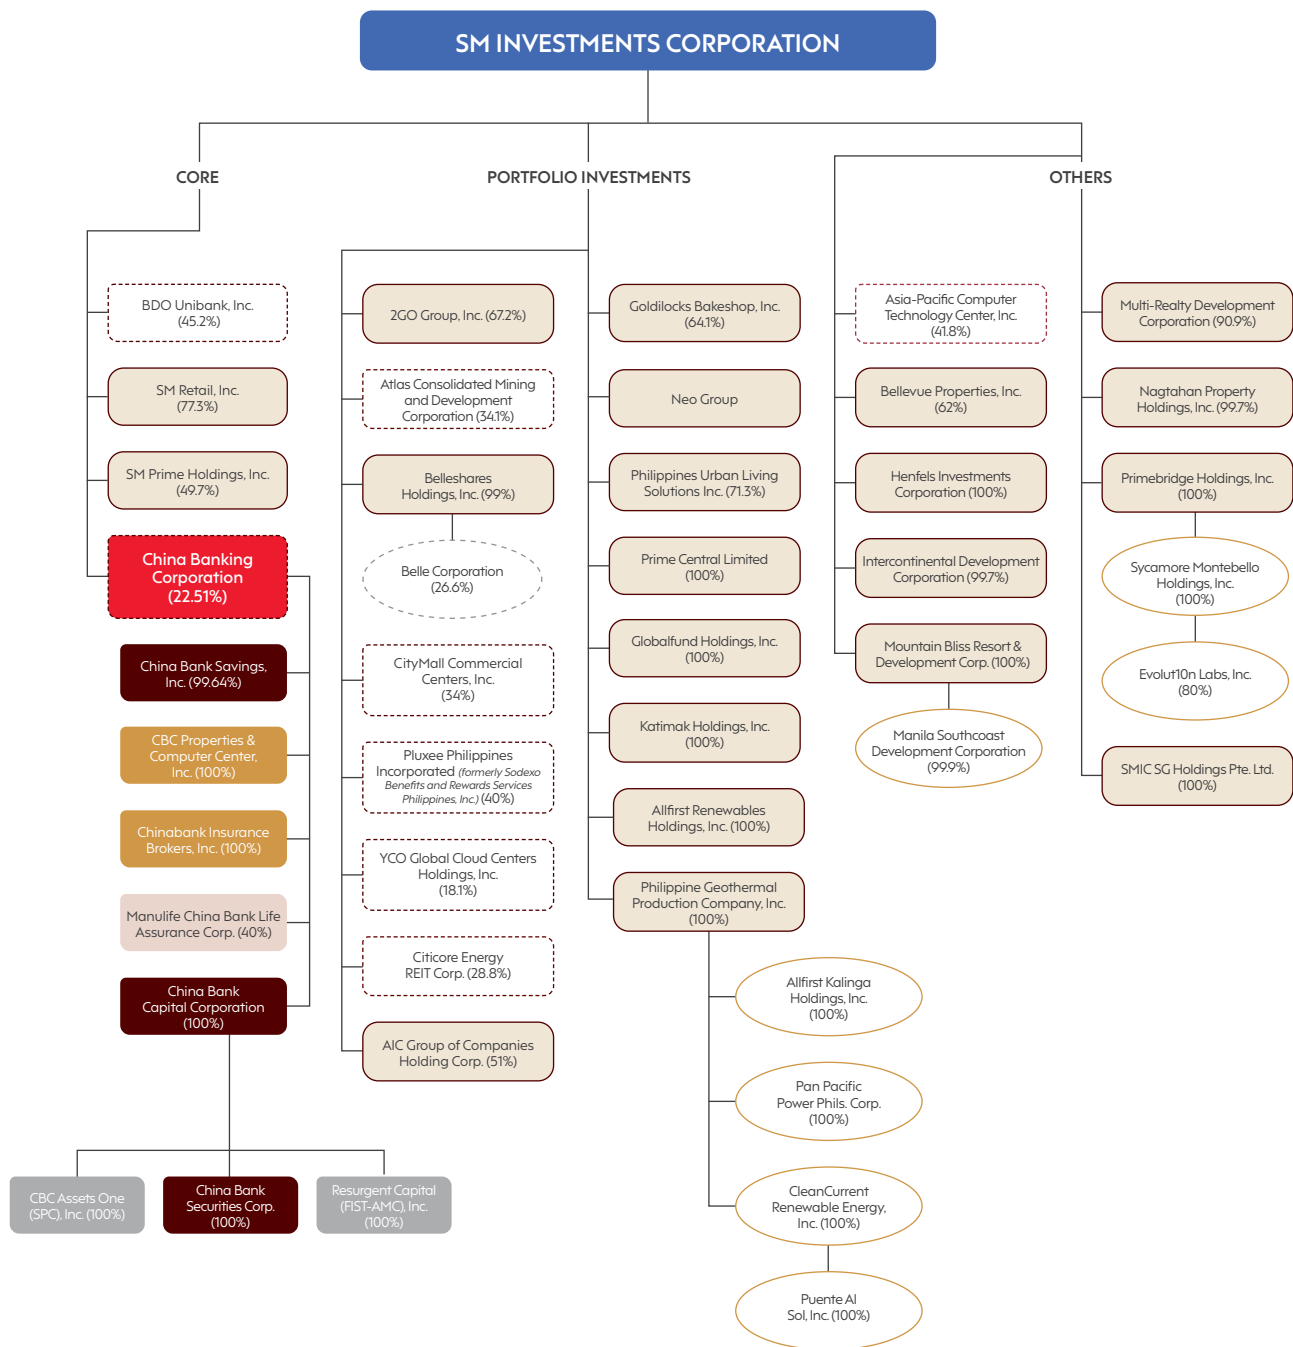 SM INVESTMENTS CORPORATION
CORE
PORTFOLIO INVESTMENTS
OTHERS
BDO Unibank, Inc.
(45.2%)
SM Retail, Inc.
(77.3%)
SM Prime Holdings, Inc.
(49.7%)
China Banking
Corporation
(22.51%)
China Bank Savings,
Inc. (99.64%)
CBC Properties &
Computer Center,
Inc. (100%)
Chinabank Insurance
Brokers, Inc. (100%)
Manulife China Bank Life
Assurance Corp. (40%)
China Bank
Capital Corporation
(100%)
CBC Assets One
(SPC), Inc. (100%)
China Bank
Securities Corp.
(100%)
Resurgent Capital
(FIST-AMC), Inc.
(100%)
2GO Group, Inc. (67.2%)
Atlas Consolidated Mining
and Development
Corporation (34.1%)
Belleshares
Holdings, Inc. (99%)
Belle Corporation
(26.6%)
CityMall Commercial
Centers, Inc.
(34%)
Pluxee Philippines
Incorporated (formerly Sodexo
Benefits and Rewards Services
Philippines, Inc.) (40%)
YCO Global Cloud Centers
Holdings, Inc.
(18.1%)
Citicore Energy
REIT Corp. (28.8%)
AIC Group of Companies
Holding Corp. (51%)
Goldilocks Bakeshop, Inc.
(64.1%)
Neo Group
Philippines Urban Living
Solutions Inc. (71.3%)
Prime Central Limited
(100%)
Globalfund Holdings, Inc.
(100%)
Katimak Holdings, Inc.
(100%)
Allfirst Renewables
Holdings, Inc. (100%)
Philippine Geothermal
Production Company, Inc.
(100%)
Allfirst Kalinga
Holdings, Inc.
(100%)
Pan Pacific
Power Phils. Corp.
(100%)
CleanCurrent
Renewable Energy,
Inc. (100%)
Puente Al
Sol, Inc. (100%)
Asia-Pacific Computer
Technology Center, Inc.
(41.8%)
Bellevue Properties, Inc.
(62%)
Henfels Investments
Corporation (100%)
Intercontinental Development
Corporation (99.7%)
Mountain Bliss Resort &
Development Corp. (100%)
Manila Southcoast
Development Corporation
(99.9%)
Multi-Realty Development
Corporation (90.9%)
Nagtahan Property
Holdings, Inc. (99.7%)
Primebridge Holdings, Inc.
(100%)
Sycamore Montebello
Holdings, Inc.
(100%)
Evolut10n Labs, Inc.
(80%)
SMIC SG Holdings Pte. Ltd.
(100%)